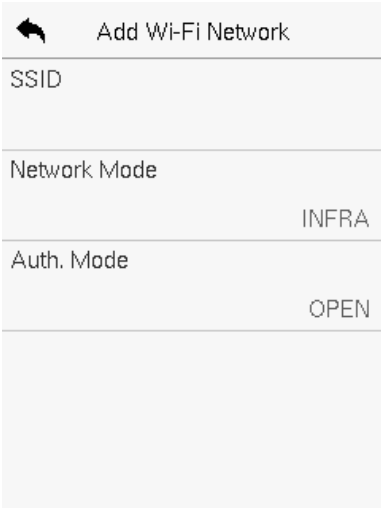 Add Wi-Fi Network
SSID
Network Mode
INFRA
Auth. Mode
OPEN